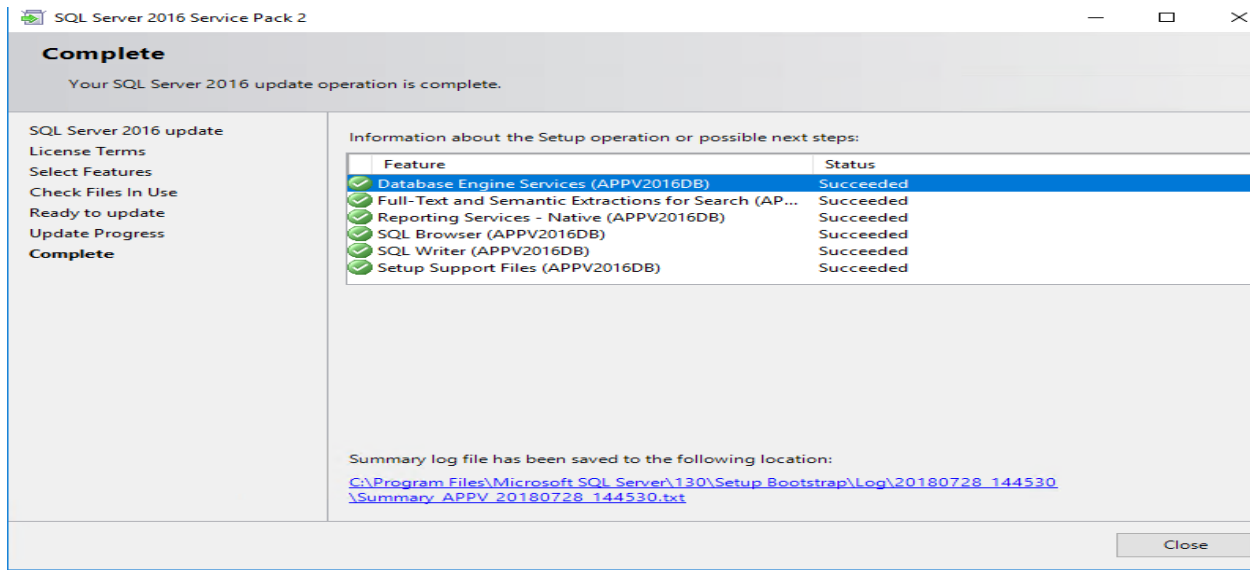 SQL Server 2016 Service Pack 2
Complete
Your SQL Server 2016 update operation is complete.
SQL Server 2016 update
License Terms
Select Features
Check Files In Use
Ready to update
Update Progress
Complete
Information about the Setup operation or possible next steps:
Feature Status
Database Engine Services (APPV2016DB) Succeeded
Full-Text and Semantic Extractions for Search (AP... Succeeded
Reporting Services - Native (APPV2016DB) Succeeded
SQL Browser (APPV2016DB) Succeeded
SQL Writer (APPV2016DB) Succeeded
Setup Support Files (APPV2016DB) Succeeded
Summary log file has been saved to the following location:
C:\Program Files\Microsoft SQL Server\130\Setup Bootstrap\Log\20180728_144530
\Summary_APPV_20180728_144530.txt
Close